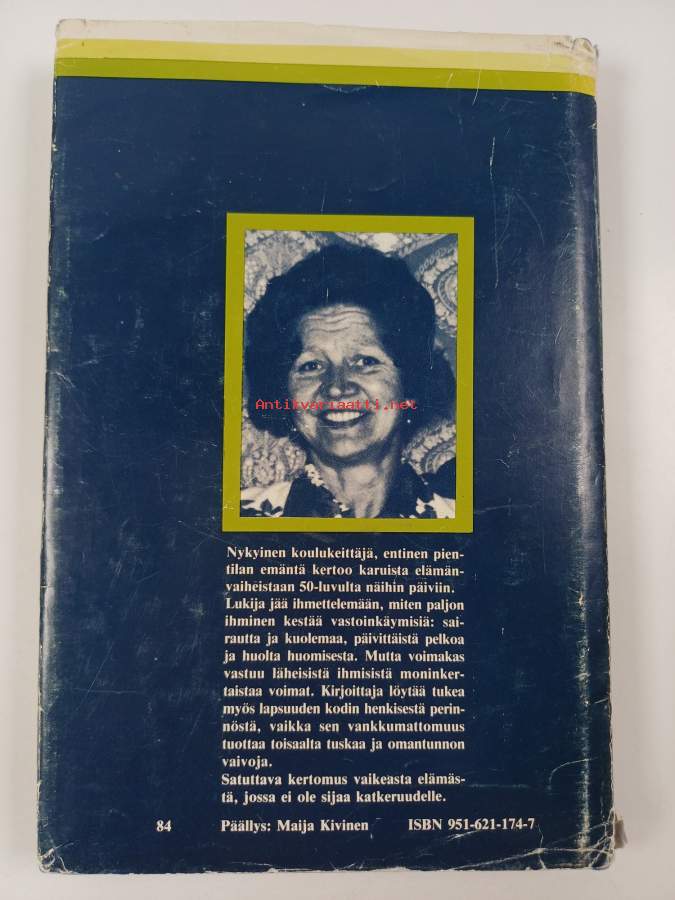 Antikvariaatti.net
Nykyinen koulukeittäjä, entinen pien-
tilan emäntä kertoo karuista elämän-
vaiheistaan 50-luvulta näihin päiviin.
Lukija jää ihmettelemään, miten paljon
ihminen kestää vastoinkäymisiä: sai-
rautta ja kuolemaa, päivittäistä pelkoa
ja huolta huomisesta. Mutta voimakas
vastuu läheisistä ihmisistä moninker-
taistaa voimat. Kirjoittaja löytää tukea
myös lapsuuden kodin henkisestä perin-
nöstä, vaikka sen vankkumattomuus
tuottaa toisaalta tuskaa ja omantunnon
vaivoja.
Satuttava kertomus vaikeasta elämäs-
tä, jossa ei ole sijaa katkeruudelle.
84 Päällys: Maija Kivinen ISBN 951-621-174-7